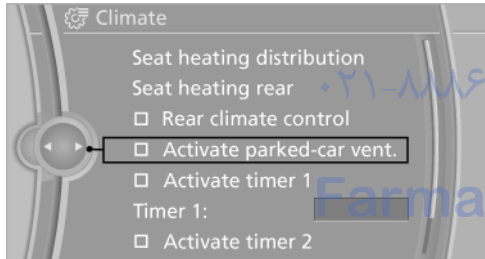 Climate
Seat heating distribution
Seat heating rear
Rear climate control
Activate parked-car vent.
Activate timer 1
Timer 1:
Activate timer 2
۰۲۱-۸۸۸۶
Farma